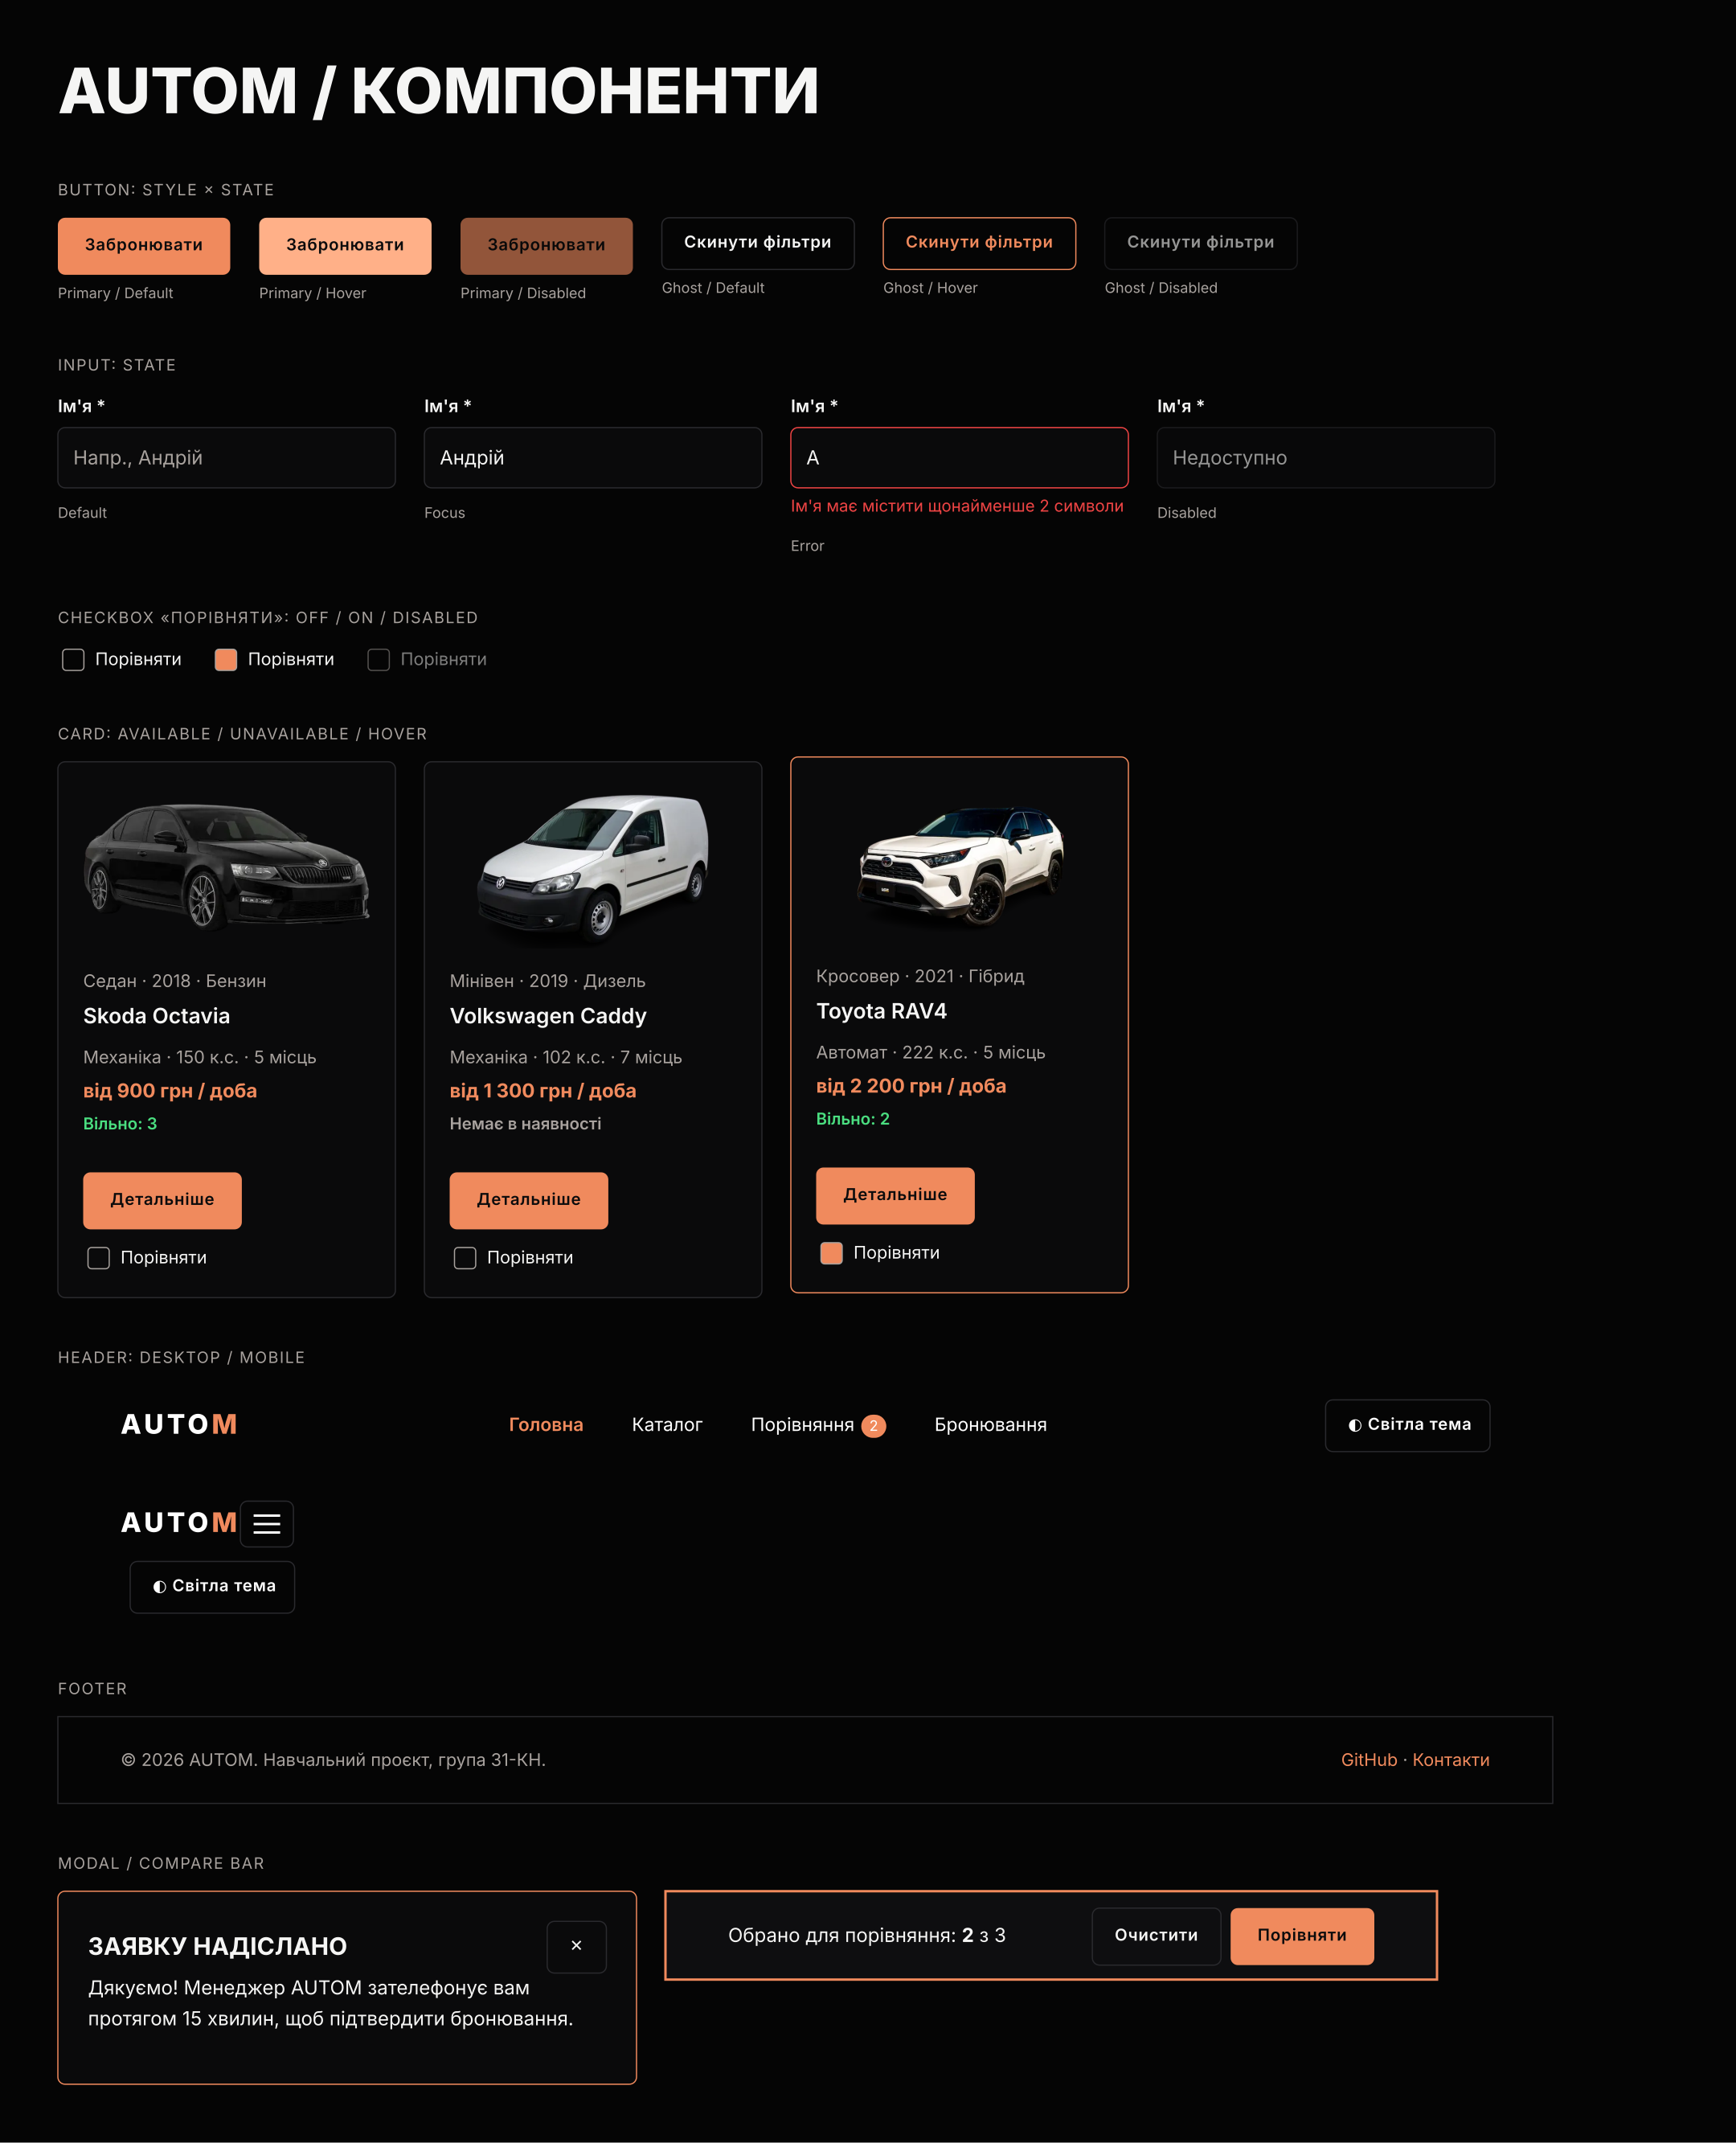 AUTOM / КОМПОНЕНТИ
BUTTON: STYLE × STATE
Забронювати Забронювати Забронювати Скинути фільтри Скинути фільтри Скинути фільтри
Primary / Default Primary / Hover Primary / Disabled Ghost / Default Ghost / Hover Ghost / Disabled
INPUT: STATE
Ім'я * Ім'я * Ім'я * Ім'я *
Напр., Андрій Андрій А Недоступно
Ім'я має містити щонайменше 2 символи
Default Focus Disabled
Error
CHECKBOX «ПОРІВНЯТИ»: OFF / ON / DISABLED
Порівняти Порівняти Порівняти
CARD: AVAILABLE / UNAVAILABLE / HOVER
Седан · 2018 · Бензин
Skoda Octavia
Механіка · 150 к.с. · 5 місць
від 900 грн / доба
Вільно: 3
Детальніше
Порівняти
Мінівен · 2019 · Дизель
Volkswagen Caddy
Механіка · 102 к.с. · 7 місць
від 1 300 грн / доба
Немає в наявності
Детальніше
Порівняти
Кросовер · 2021 · Гібрид
Toyota RAV4
Автомат · 222 к.с. · 5 місць
від 2 200 грн / доба
Вільно: 2
Детальніше
Порівняти
HEADER: DESKTOP / MOBILE
AUTOM Головна Каталог Порівняння 2 Бронювання ◐ Світла тема
AUTOM
◐ Світла тема
FOOTER
© 2026 AUTOM. Навчальний проєкт, група 31-КН. GitHub · Контакти
MODAL / COMPARE BAR
ЗАЯВКУ НАДІСЛАНО ✕
Дякуємо! Менеджер AUTOM зателефонує вам
протягом 15 хвилин, щоб підтвердити бронювання.
Обрано для порівняння: 2 з 3 Очистити Порівняти